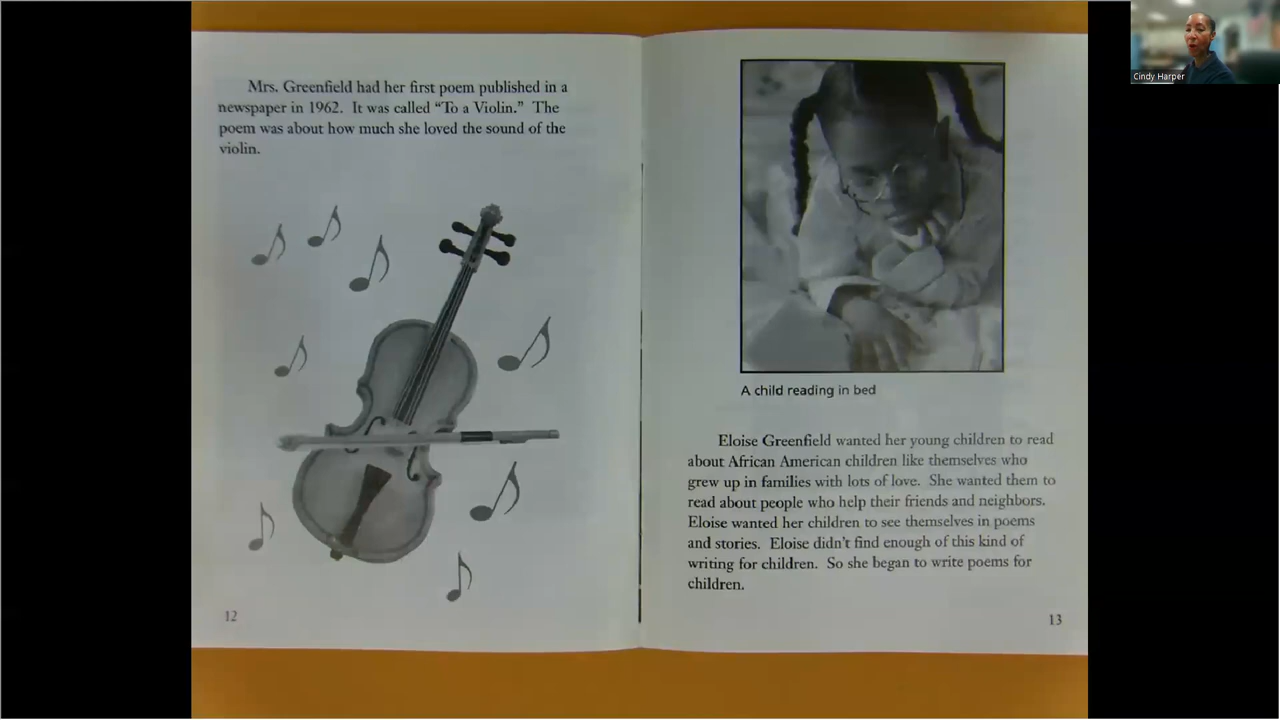 Mrs. Greenfield had her first poem published in a
newspaper in 1962. It was called “To a Violin.” The
poem was about how much she loved the sound of the
violin.
12
A child reading in bed
Eloise Greenfield wanted her young children to read
about African American children like themselves who
grew up in families with lots of love. She wanted them to
read about people who help their friends and neighbors.
Eloise wanted her children to see themselves in poems
and stories. Eloise didn’t find enough of this kind of
writing for children. So she began to write poems for
children.
13
Cindy Harper